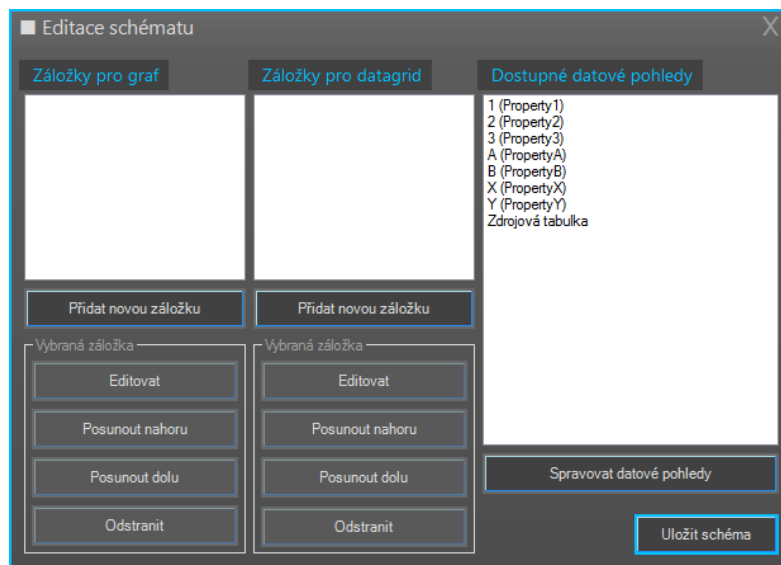 Editace schématu
X
Záložky pro graf
Záložky pro datagrid
Dostupné datové pohledy
1 (Property1)
2 (Property2)
3 (Property3)
A (PropertyA)
B (PropertyB)
X (PropertyX)
Y (PropertyY)
Zdrojová tabulka
Přidat novou záložku
Přidat novou záložku
Vybraná záložka
Editovat
Posunout nahoru
Posunout dolu
Odstranit
Vybraná záložka
Editovat
Posunout nahoru
Posunout dolu
Odstranit
Spravovat datové pohledy
Uložit schéma